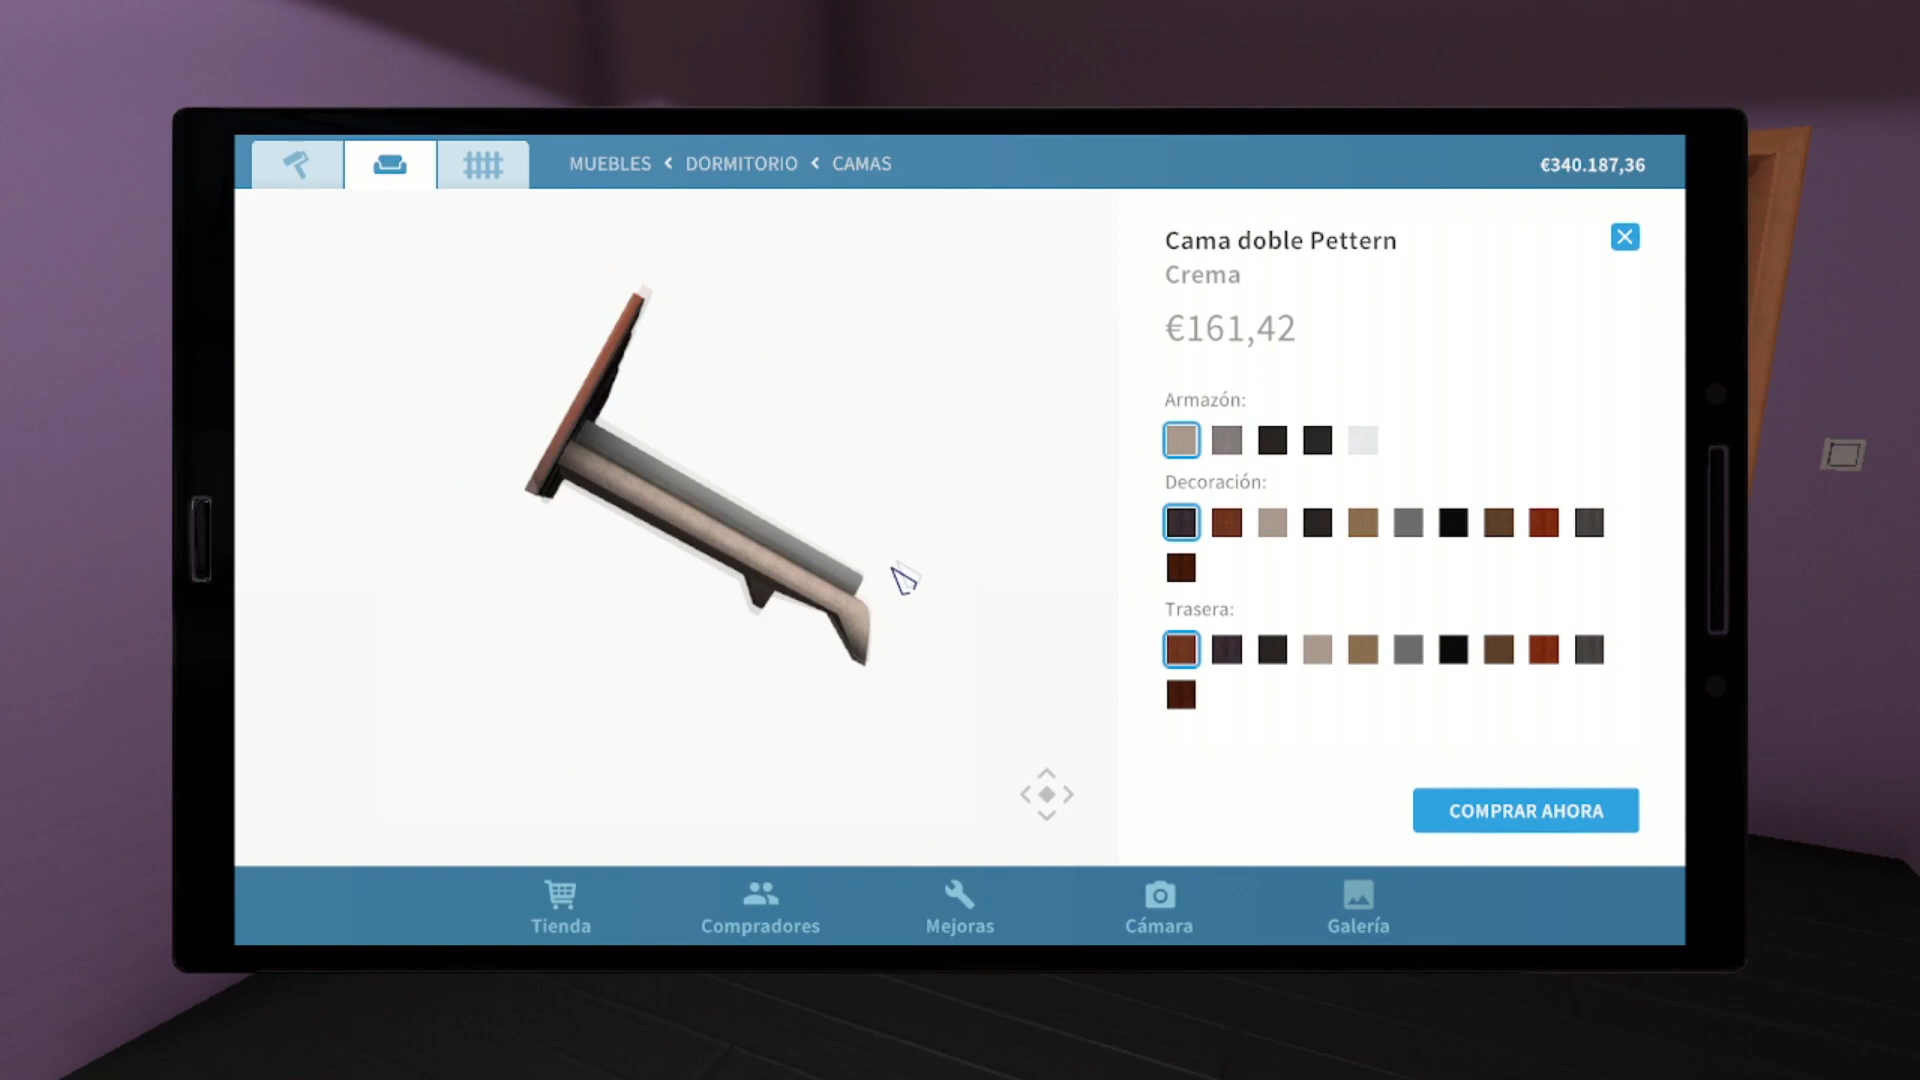 MUEBLES < DORMITORIO < CAMAS
€340.187,36
Cama doble Pettern
Crema
€161,42
Armazón:
Decoración:
Trasera:
COMPRAR AHORA
Tienda
Compradores
Mejoras
Cámara
Galería